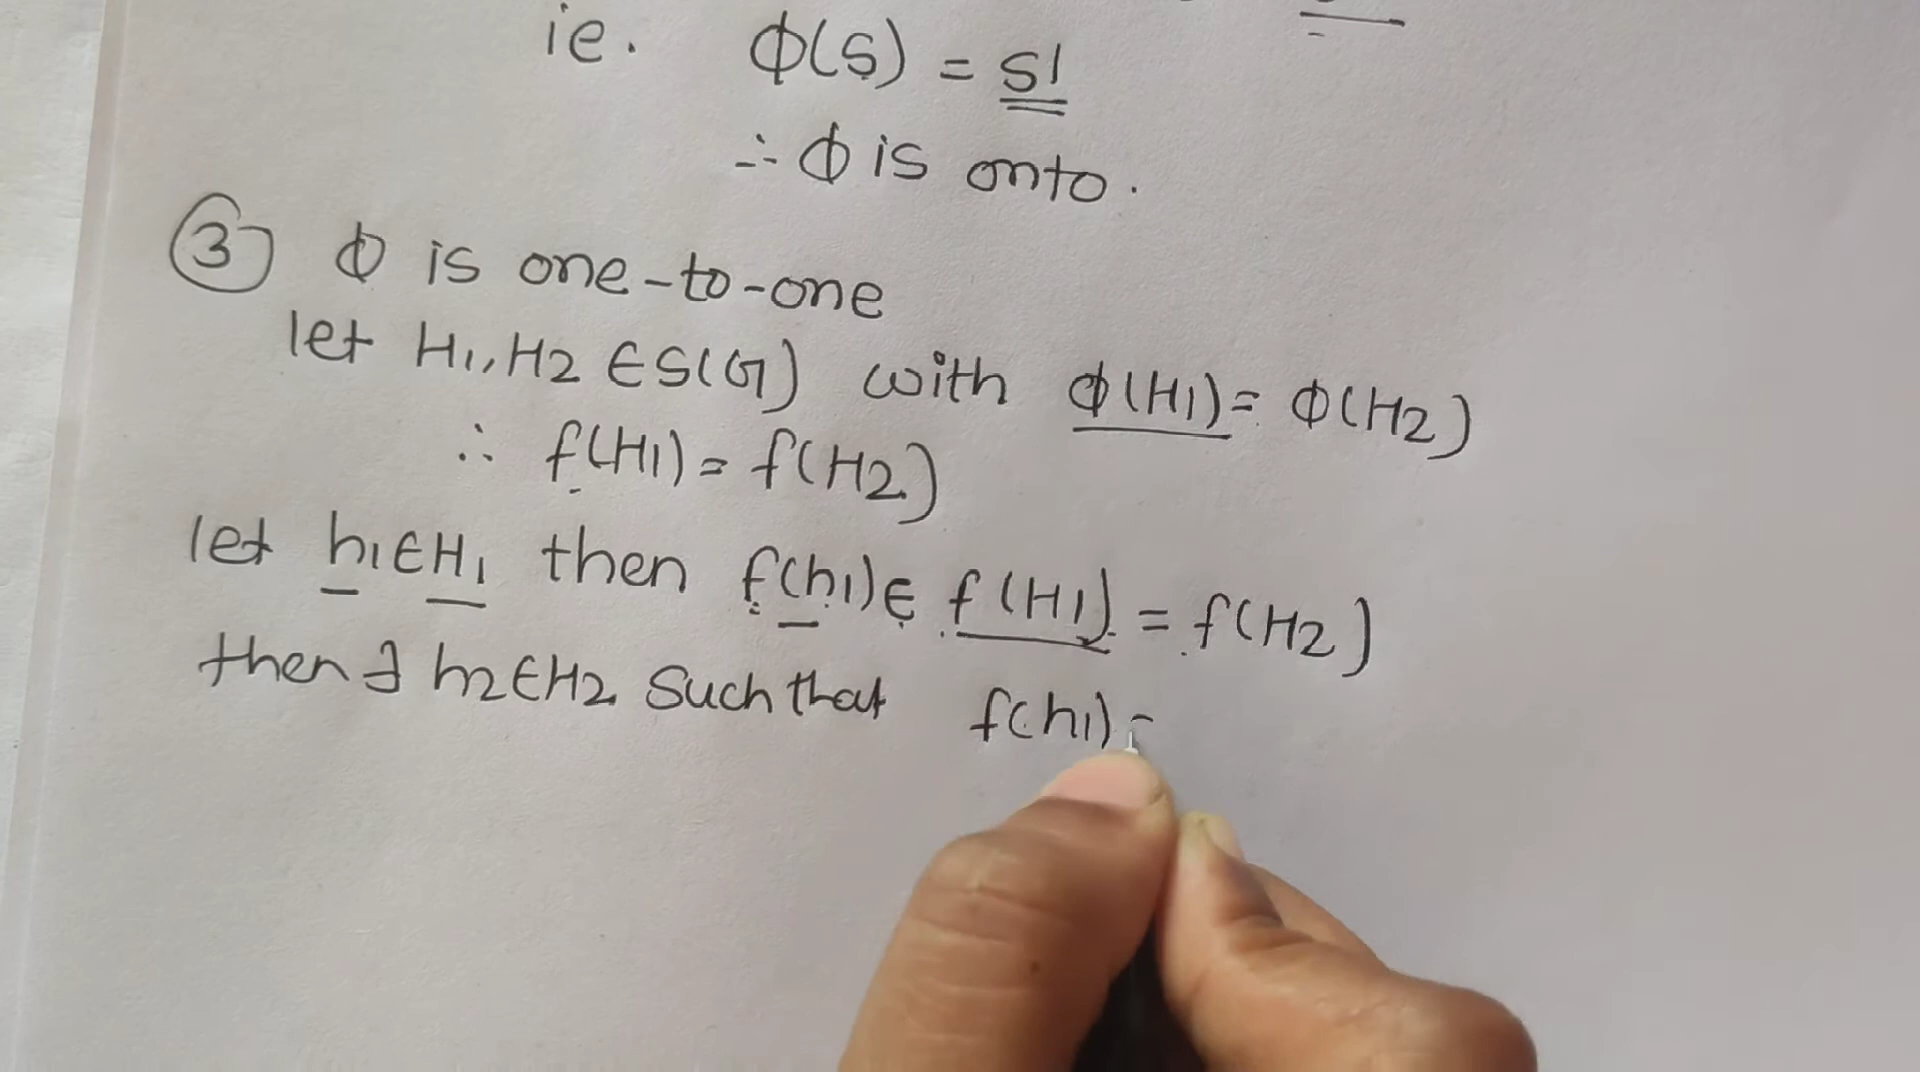 ie. ϕ(S) = S'
∴ ϕ is onto.
③ ϕ is one-to-one
let H1, H2 ∈ S(G) with ϕ(H1) = ϕ(H2)
∴ f(H1) = f(H2)
let h1 ∈ H1 then f(h1) ∈ f(H1) = f(H2)
then ∃ h2 ∈ H2 such that f(h1) =